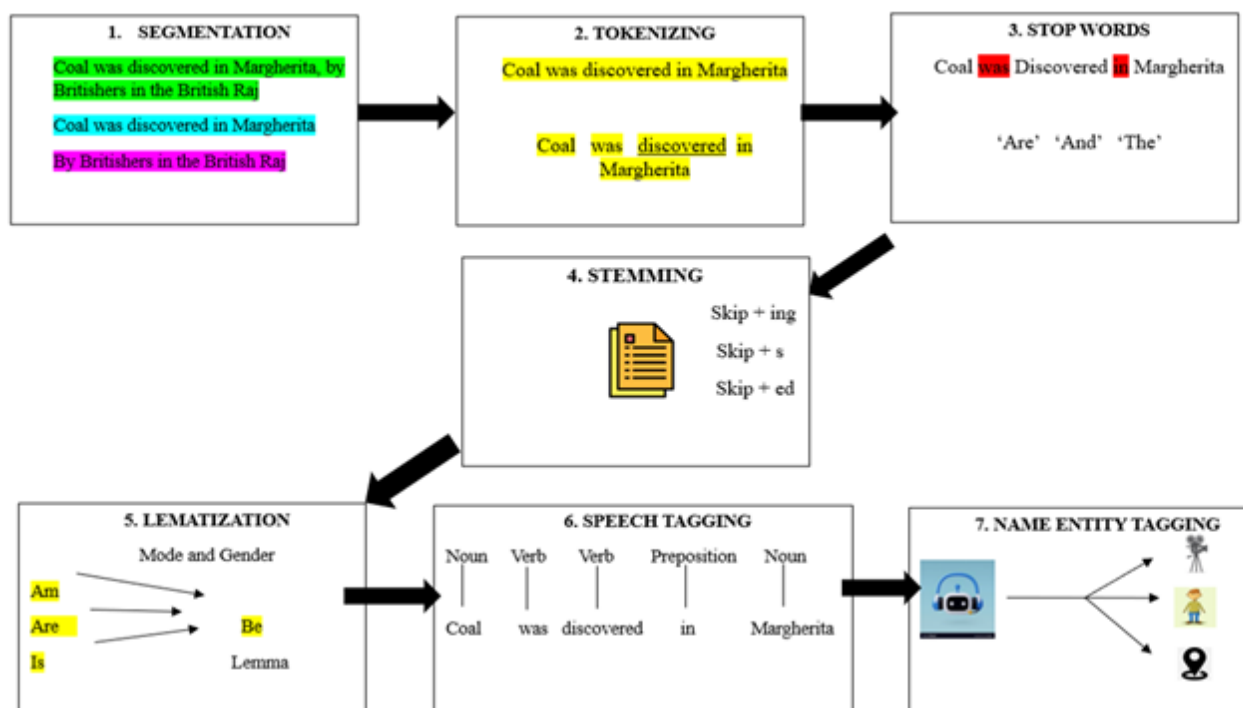 1. SEGMENTATION
Coal was discovered in Margherita, by
Britishers in the British Raj
Coal was discovered in Margherita
By Britishers in the British Raj
2. TOKENIZING
Coal was discovered in Margherita
Coal was discovered in
Margherita
3. STOP WORDS
Coal was Discovered in Margherita
‘Are’ ‘And’ ‘The’
4. STEMMING
Skip + ing
Skip + s
Skip + ed
5. LEMATIZATION
Mode and Gender
Am
Are
Be
Is
Lemma
6. SPEECH TAGGING
Noun Verb Verb Preposition Noun
Coal was discovered in Margherita
7. NAME ENTITY TAGGING